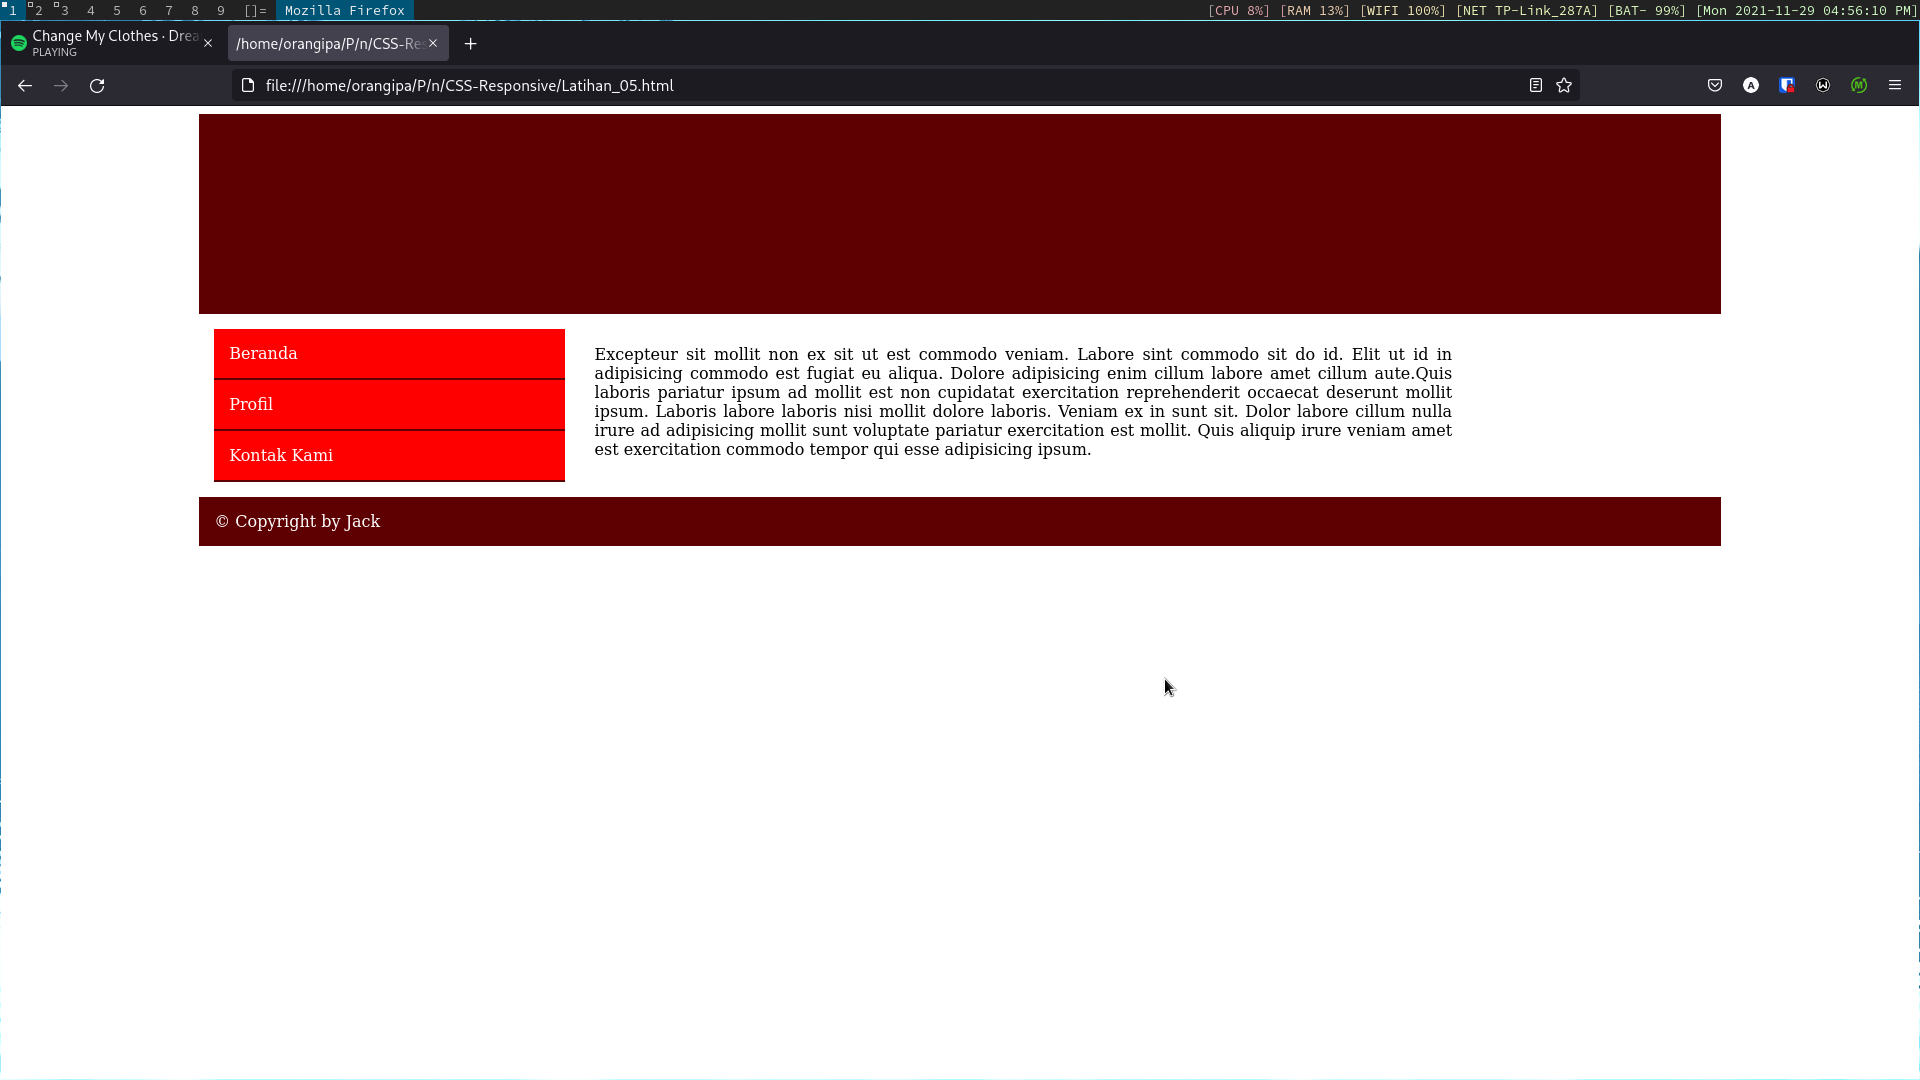 1 2 3 4 5 6 7 8 9 []= Mozilla Firefox [CPU 8%] [RAM 13%] [WIFI 100%] [NET TP-Link_287A] [BAT- 99%] [Mon 2021-11-29 04:56:10 PM]
Change My Clothes · Drea
PLAYING
/home/orangipa/P/n/CSS-Res
file:///home/orangipa/P/n/CSS-Responsive/Latihan_05.html
Beranda
Profil
Kontak Kami
Excepteur sit mollit non ex sit ut est commodo veniam. Labore sint commodo sit do id. Elit ut id in
adipisicing commodo est fugiat eu aliqua. Dolore adipisicing enim cillum labore amet cillum aute.Quis
laboris pariatur ipsum ad mollit est non cupidatat exercitation reprehenderit occaecat deserunt mollit
ipsum. Laboris labore laboris nisi mollit dolore laboris. Veniam ex in sunt sit. Dolor labore cillum nulla
irure ad adipisicing mollit sunt voluptate pariatur exercitation est mollit. Quis aliquip irure veniam amet
est exercitation commodo tempor qui esse adipisicing ipsum.
© Copyright by Jack